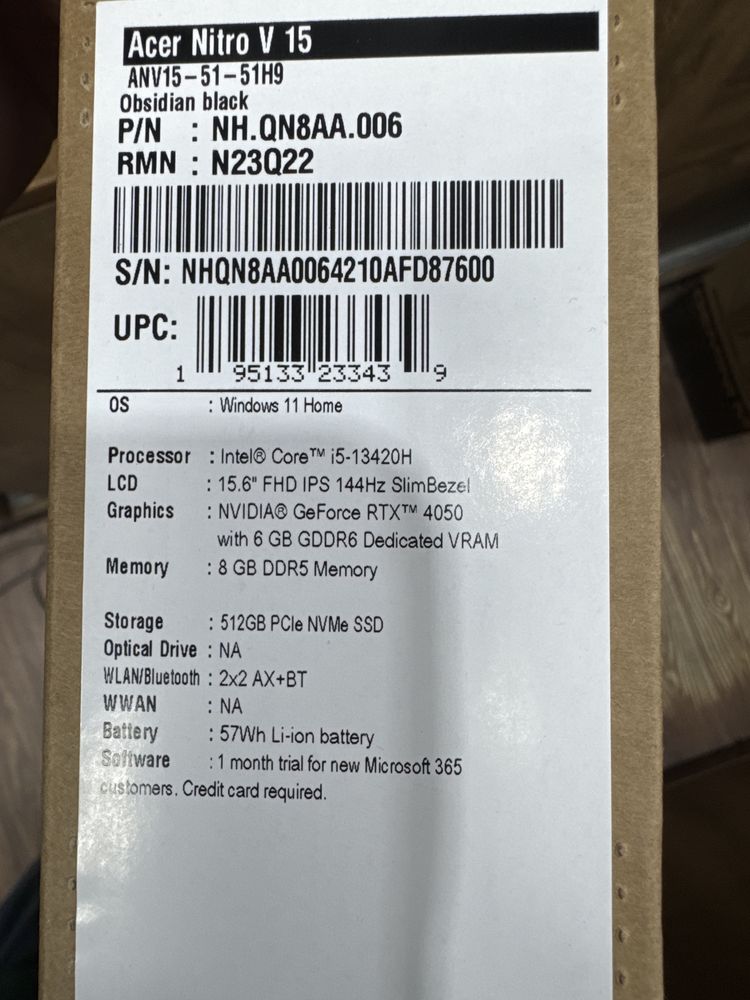 Acer Nitro V 15
ANV15-51-51H9
Obsidian black
P/N : NH.QN8AA.006
RMN : N23Q22
S/N: NHQN8AA0064210AFD87600
UPC:
1 95133 23343 9
OS : Windows 11 Home
Processor : Intel® Core™ i5-13420H
LCD : 15.6" FHD IPS 144Hz SlimBezel
Graphics : NVIDIA® GeForce RTX™ 4050
with 6 GB GDDR6 Dedicated VRAM
Memory : 8 GB DDR5 Memory
Storage : 512GB PCIe NVMe SSD
Optical Drive : NA
WLAN/Bluetooth : 2x2 AX+BT
WWAN : NA
Battery : 57Wh Li-ion battery
Software : 1 month trial for new Microsoft 365
customers. Credit card required.